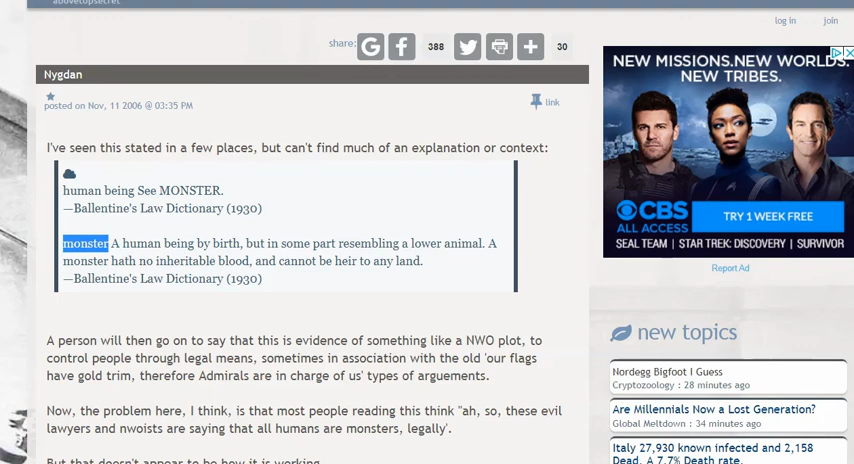 abovetopsecret
log in
join
share:
388
30
Nygdan
posted on Nov, 11 2006 @ 03:35 PM
link
I've seen this stated in a few places, but can't find much of an explanation or context:
human being See MONSTER.
—Ballentine's Law Dictionary (1930)
monster A human being by birth, but in some part resembling a lower animal. A
monster hath no inheritable blood, and cannot be heir to any land.
—Ballentine's Law Dictionary (1930)
A person will then go on to say that this is evidence of something like a NWO plot, to
control people through legal means, sometimes in association with the old 'our flags
have gold trim, therefore Admirals are in charge of us' types of arguements.
Now, the problem here, I think, is that most people reading this think "ah, so, these evil
lawyers and nwoists are saying that all humans are monsters, legally'.
But that doesn't appear to be how it is working
NEW MISSIONS.NEW WORLDS.
NEW TRIBES.
CBS
ALL ACCESS
TRY 1 WEEK FREE
SEAL TEAM | STAR TREK: DISCOVERY | SURVIVOR
Report Ad
new topics
Nordegg Bigfoot I Guess
Cryptozoology : 28 minutes ago
Are Millennials Now a Lost Generation?
Global Meltdown : 34 minutes ago
Italy 27,930 known infected and 2,158
Dead. A 7.7% Death rate.